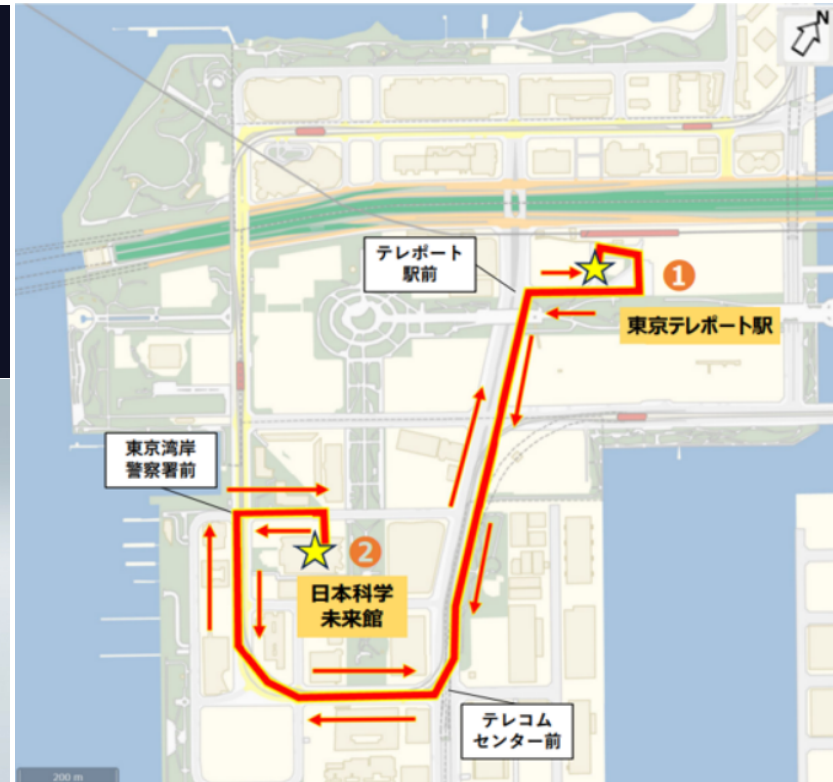 N
テレポート
駅前
❶
東京テレポート駅
東京湾岸
警察署前
❷
日本科学
未来館
テレコム
センター前
200 m